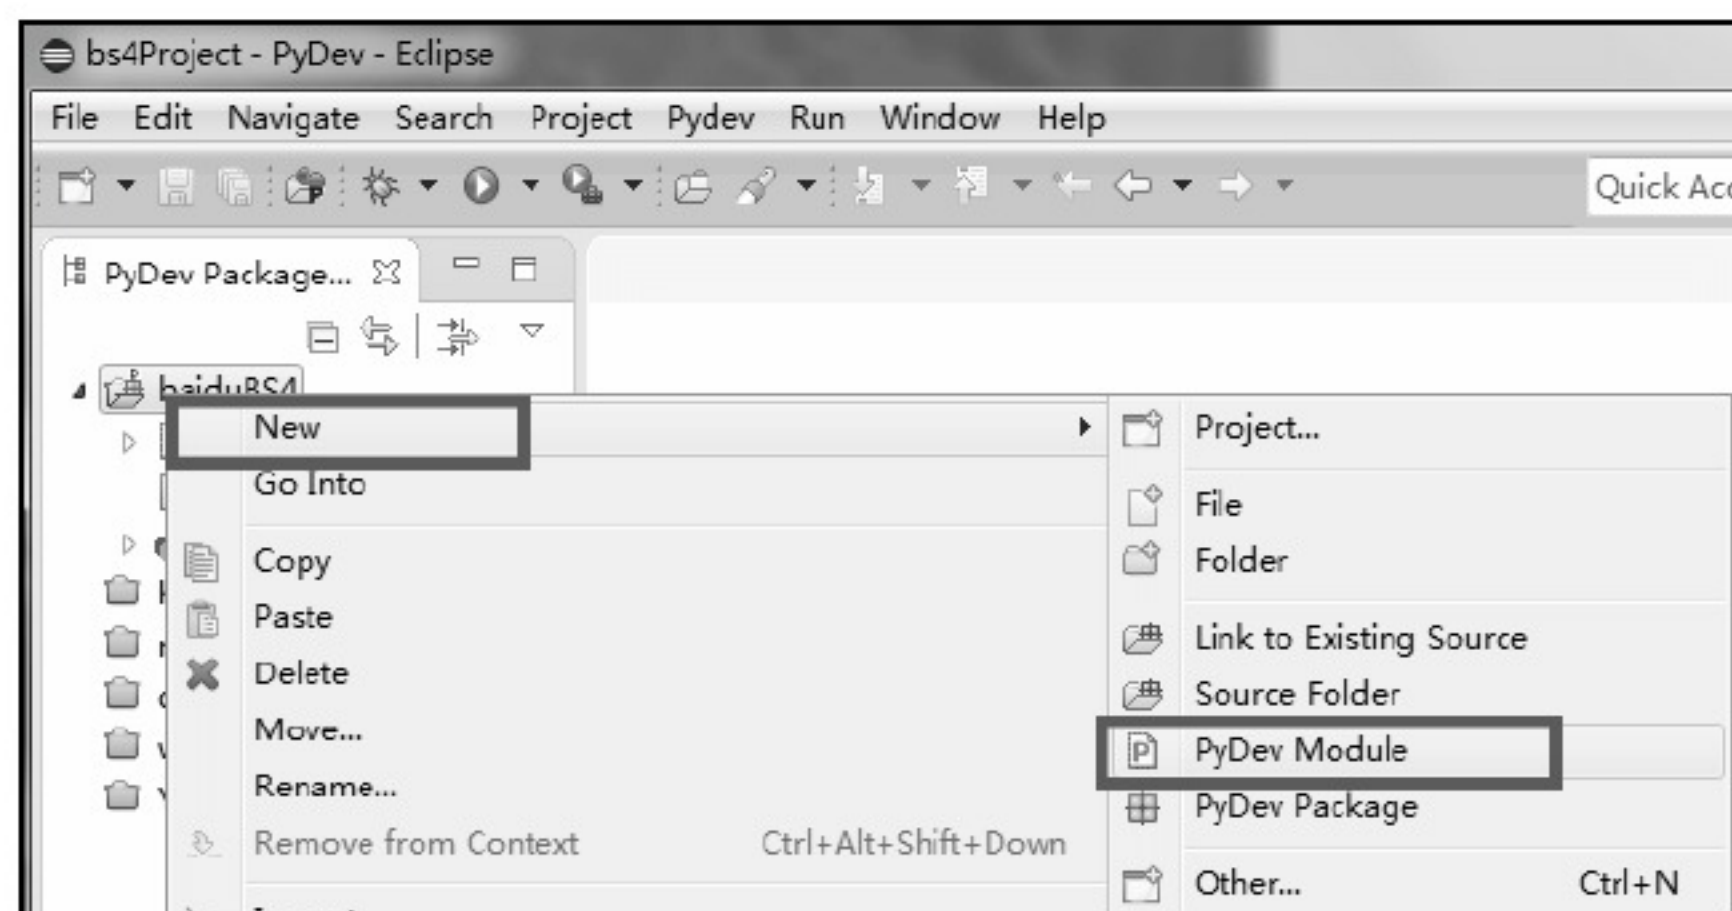 bs4Project - PyDev - Eclipse
File Edit Navigate Search Project Pydev Run Window Help
Quick
PyDev Package...
baiduBS4
New
Go Into
Copy
Paste
Delete
Move...
Rename...
Remove from Context Ctrl+Alt+Shift+Down
Project...
File
Folder
Link to Existing Source
Source Folder
P PyDev Module
PyDev Package
Other... Ctrl+N